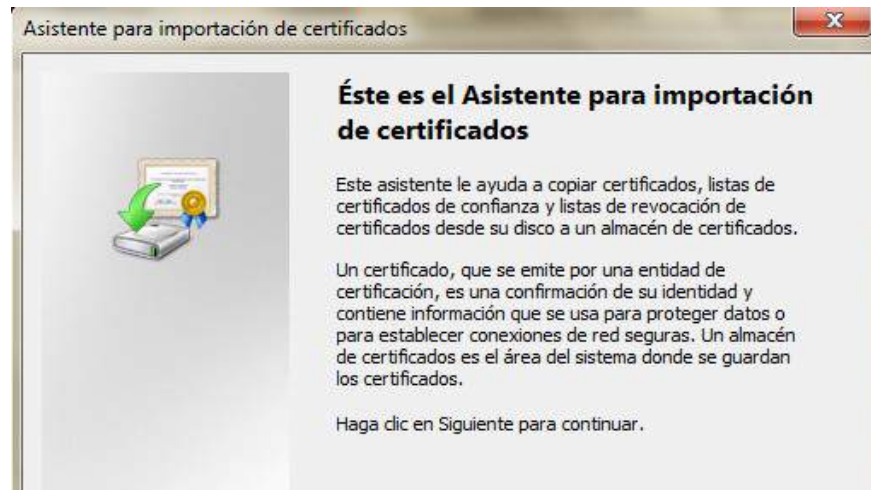 Asistente para importación de certificados
Éste es el Asistente para importación
de certificados
Este asistente le ayuda a copiar certificados, listas de
certificados de confianza y listas de revocación de
certificados desde su disco a un almacén de certificados.
Un certificado, que se emite por una entidad de
certificación, es una confirmación de su identidad y
contiene información que se usa para proteger datos o
para establecer conexiones de red seguras. Un almacén
de certificados es el área del sistema donde se guardan
los certificados.
Haga clic en Siguiente para continuar.